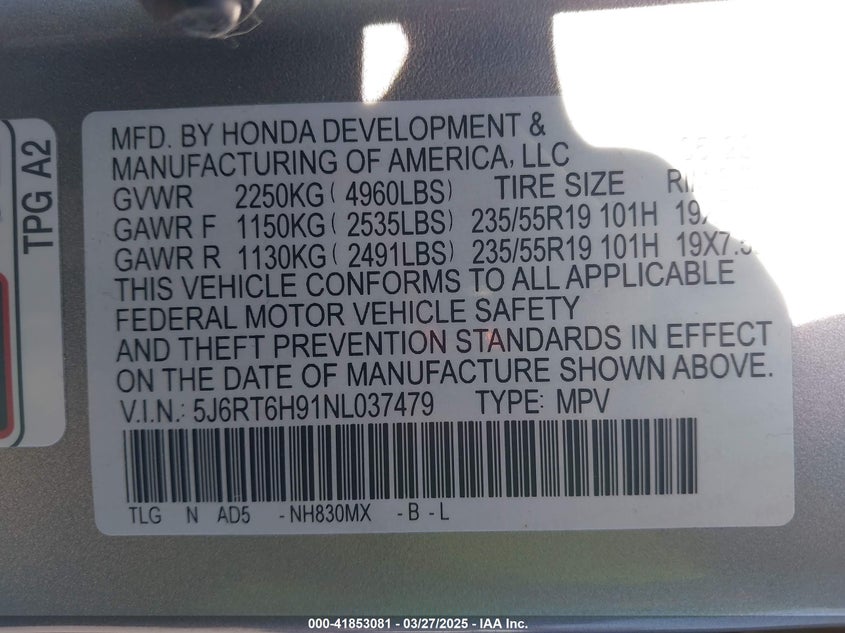 TPG A2
MFD. BY HONDA DEVELOPMENT &
MANUFACTURING OF AMERICA, LLC
GVWR 2250KG ( 4960LBS) TIRE SIZE
GAWR F 1150KG ( 2535LBS) 235/55R19 101H
GAWR R 1130KG ( 2491LBS) 235/55R19 101H
THIS VEHICLE CONFORMS TO ALL APPLICABLE
FEDERAL MOTOR VEHICLE SAFETY
AND THEFT PREVENTION STANDARDS IN EFFECT
ON THE DATE OF MANUFACTURE SHOWN ABOVE.
V.I.N.: 5J6RT6H91NL037479 TYPE: MPV
TLG N AD5 -NH830MX -B -L
000-41853081 - 03/27/2025 - IAA Inc.